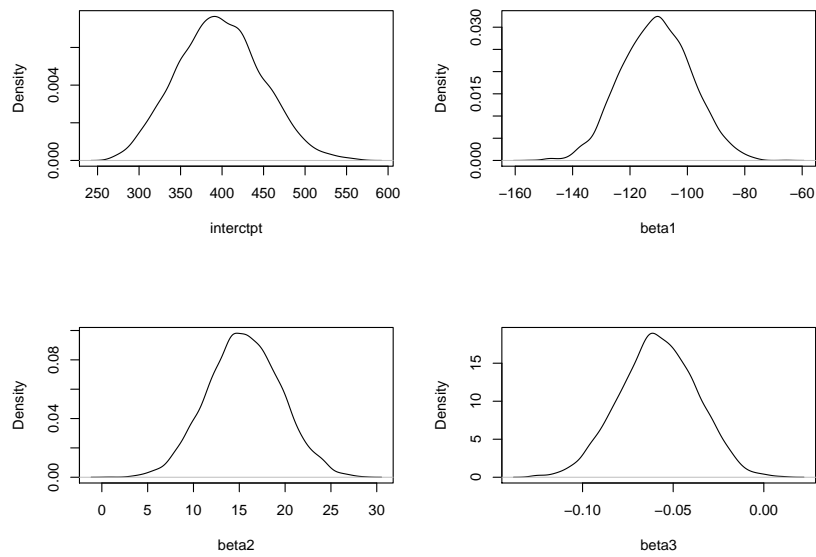 Density
0.004
0.000
250 300 350 400 450 500 550 600
interctpt
Density
0.030
0.015
0.000
−160 −140 −120 −100 −80 −60
beta1
Density
0.08
0.04
0.00
0 5 10 15 20 25 30
beta2
Density
15
10
5
0
−0.10 −0.05 0.00
beta3